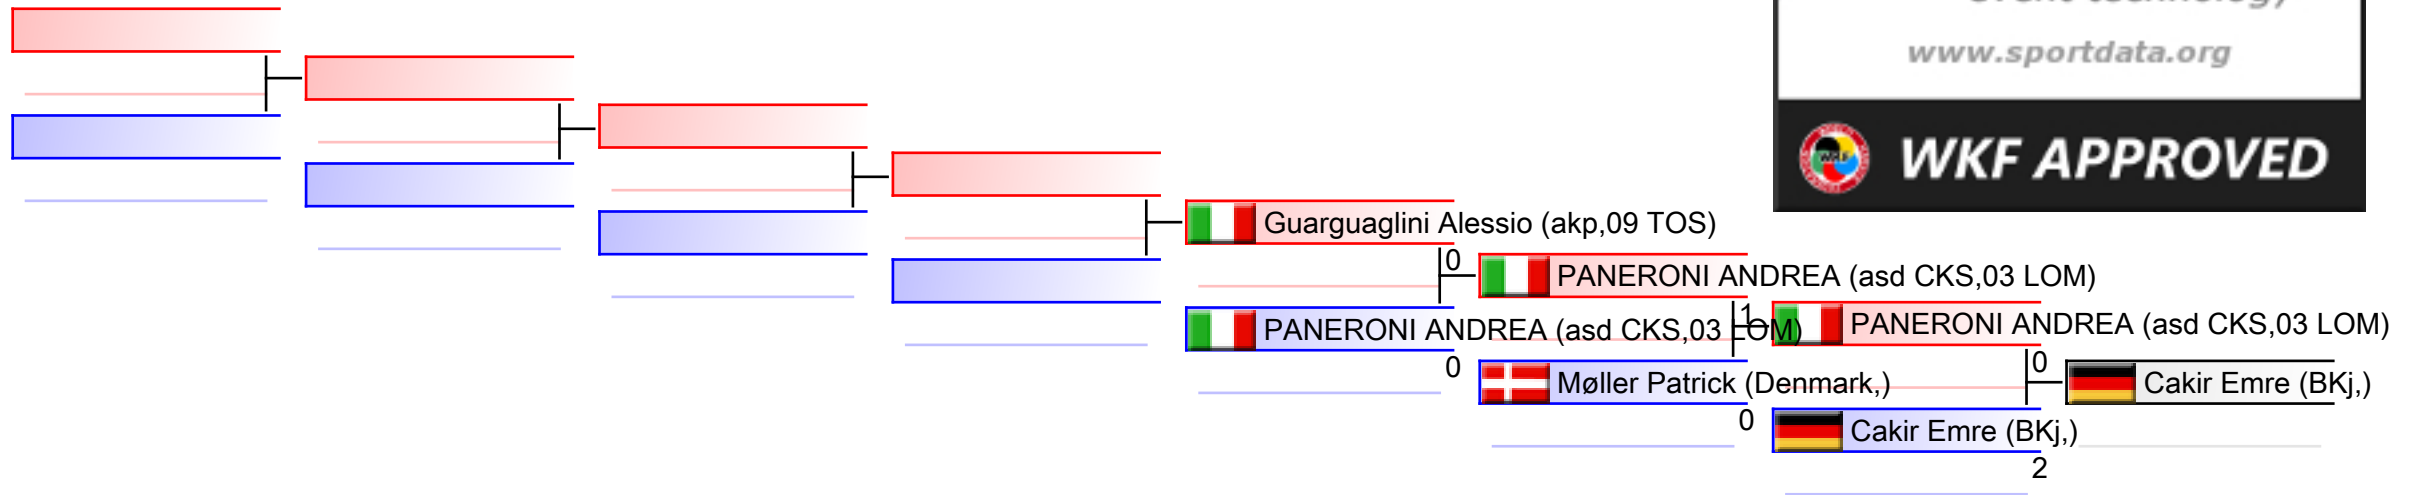 event technology
www.sportdata.org
WKF APPROVED
Guarguaglini Alessio (akp,09 TOS)
0
PANERONI ANDREA (asd CKS,03 LOM)
PANERONI ANDREA (asd CKS,03 LOM)
1
PANERONI ANDREA (asd CKS,03 LOM)
0
Møller Patrick (Denmark,)
0
Cakir Emre (BKj,)
0
Cakir Emre (BKj,)
2